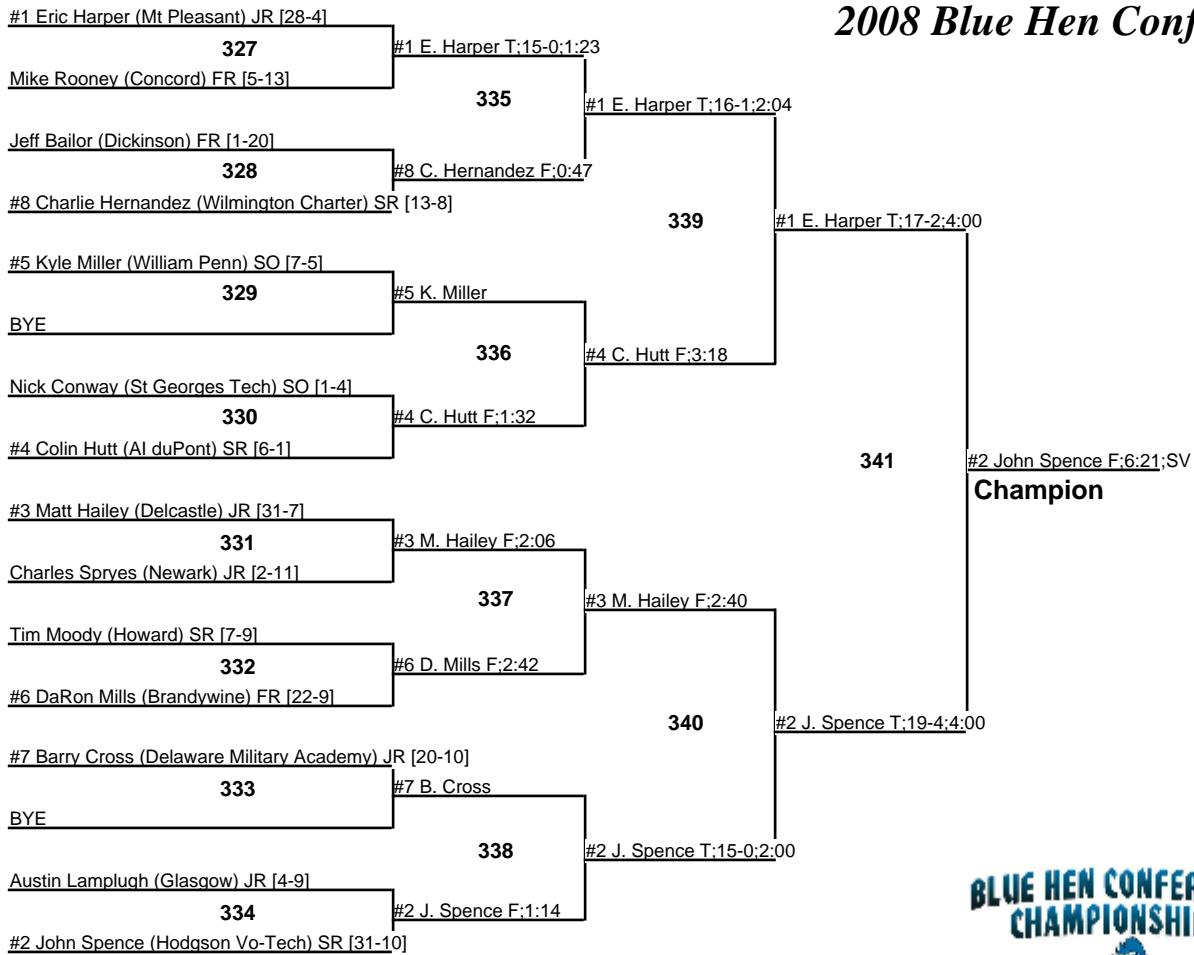 2008 Blue Hen Conf
#1 Eric Harper (Mt Pleasant) JR [28-4]
327
#1 E. Harper T;15-0;1:23
Mike Rooney (Concord) FR [5-13]
335
#1 E. Harper T;16-1;2:04
Jeff Bailor (Dickinson) FR [1-20]
328
#8 C. Hernandez F;0:47
#8 Charlie Hernandez (Wilmington Charter) SR [13-8]
339
#1 E. Harper T;17-2;4:00
#5 Kyle Miller (William Penn) SO [7-5]
329
#5 K. Miller
BYE
336
#4 C. Hutt F;3:18
Nick Conway (St Georges Tech) SO [1-4]
330
#4 C. Hutt F;1:32
#4 Colin Hutt (AI duPont) SR [6-1]
341
#2 John Spence F;6:21;SV
Champion
#3 Matt Hailey (Delcastle) JR [31-7]
331
#3 M. Hailey F;2:06
Charles Spryes (Newark) JR [2-11]
337
#3 M. Hailey F;2:40
Tim Moody (Howard) SR [7-9]
332
#6 D. Mills F;2:42
#6 DaRon Mills (Brandywine) FR [22-9]
340
#2 J. Spence T;19-4;4:00
#7 Barry Cross (Delaware Military Academy) JR [20-10]
333
#7 B. Cross
BYE
338
#2 J. Spence T;15-0;2:00
Austin Lamplugh (Glasgow) JR [4-9]
334
#2 J. Spence F;1:14
#2 John Spence (Hodgson Vo-Tech) SR [31-10]
BLUE HEN CONFER
CHAMPIONSHI